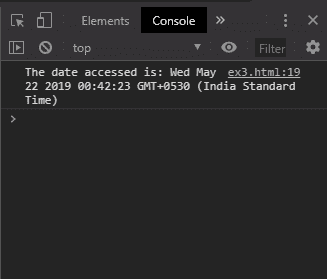 Elements Console »
top Filter
The date accessed is: Wed May ex3.html:19
22 2019 00:42:23 GMT+0530 (India Standard
Time)
>